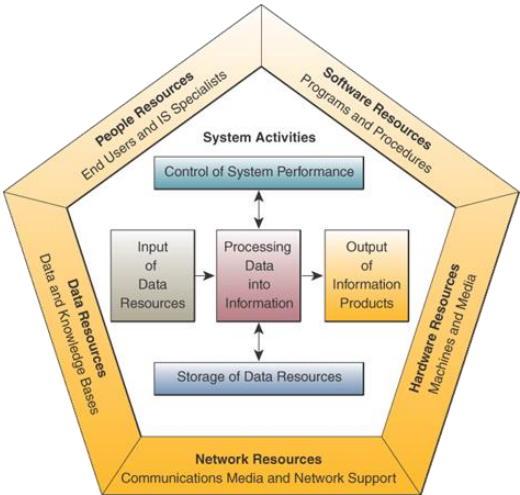 People Resources
End Users and IS Specialists
Software Resources
Programs and Procedures
System Activities
Control of System Performance
Input
of
Data
Resources
Processing
Data
into
Information
Output
of
Information
Products
Storage of Data Resources
Data Resources
Data and Knowledge Bases
Hardware Resources
Machines and Media
Network Resources
Communications Media and Network Support